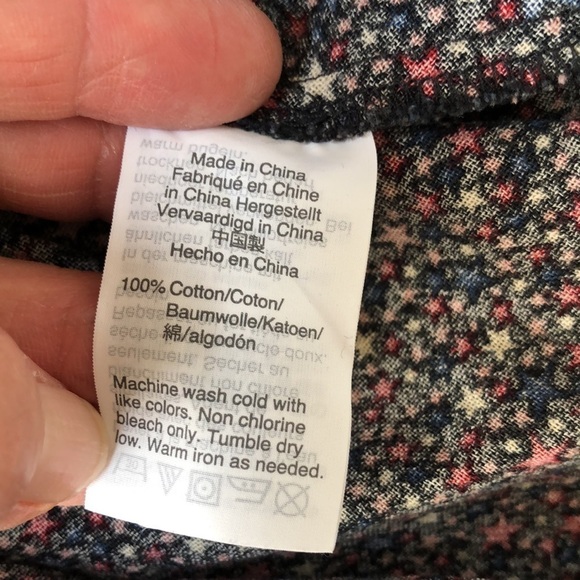 Made in China
Fabriqué en Chine
in China Hergestellt
Vervaardigd in China
中国製
Hecho en China
100% Cotton/Coton/
Baumwolle/Katoen/
綿/algodón
Machine wash cold with
like colors. Non chlorine
bleach only. Tumble dry
low. Warm iron as needed.